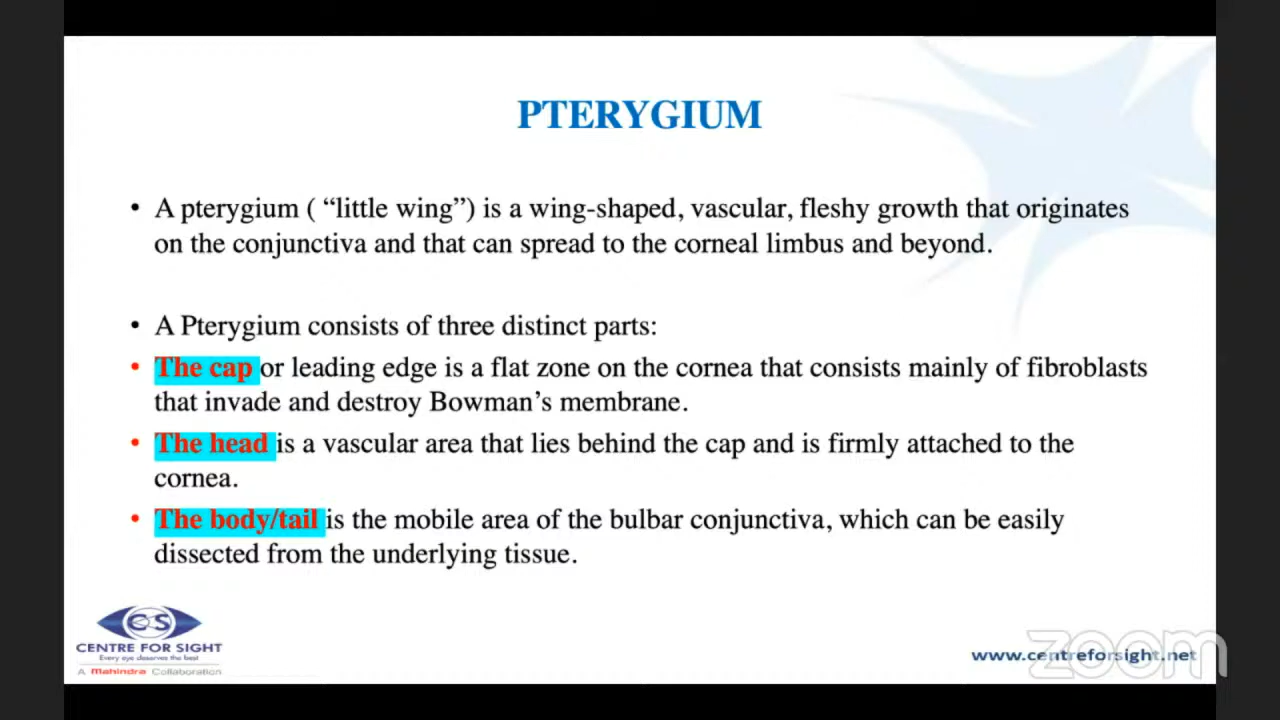 PTERYGIUM
• A pterygium ( “little wing”) is a wing-shaped, vascular, fleshy growth that originates
on the conjunctiva and that can spread to the corneal limbus and beyond.
• A Pterygium consists of three distinct parts:
• The cap or leading edge is a flat zone on the cornea that consists mainly of fibroblasts
that invade and destroy Bowman’s membrane.
• The head is a vascular area that lies behind the cap and is firmly attached to the
cornea.
• The body/tail is the mobile area of the bulbar conjunctiva, which can be easily
dissected from the underlying tissue.
CFS
CENTRE FOR SIGHT
Every eye deserves the best
A Mahindra Collaboration
www.centreforsight.net
zoom